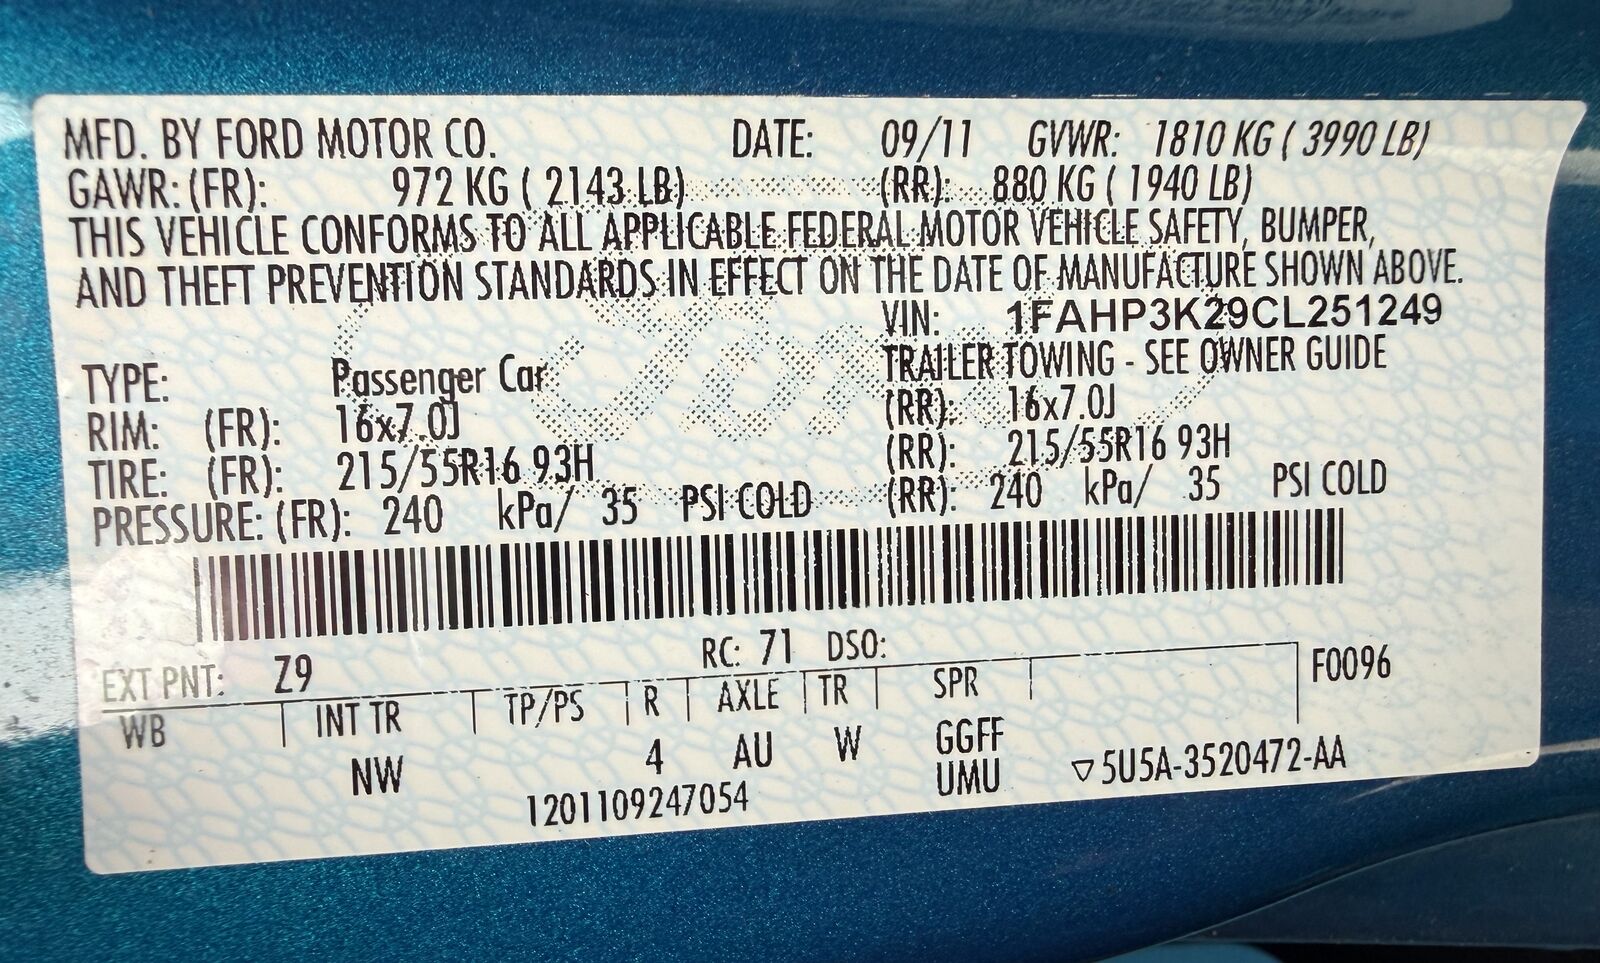 MFD. BY FORD MOTOR CO. DATE: 09/11 GVWR: 1810 KG ( 3990 LB)
GAWR: (FR): 972 KG ( 2143 LB) (RR): 880 KG ( 1940 LB)
THIS VEHICLE CONFORMS TO ALL APPLICABLE FEDERAL MOTOR VEHICLE SAFETY, BUMPER,
AND THEFT PREVENTION STANDARDS IN EFFECT ON THE DATE OF MANUFACTURE SHOWN ABOVE.
VIN: 1FAHP3K29CL251249
TYPE: Passenger Car TRAILER TOWING - SEE OWNER GUIDE
RIM: (FR): 16x7.0J (RR): 16x7.0J
TIRE: (FR): 215/55R16 93H (RR): 215/55R16 93H
PRESSURE: (FR): 240 kPa/ 35 PSI COLD (RR): 240 kPa/ 35 PSI COLD
EXT PNT: Z9 RC: 71 DSO: F0096
WB INT TR TP/PS R AXLE TR SPR
NW 4 AU W GGFF
UMU ▽5U5A-3520472-AA
1201109247054